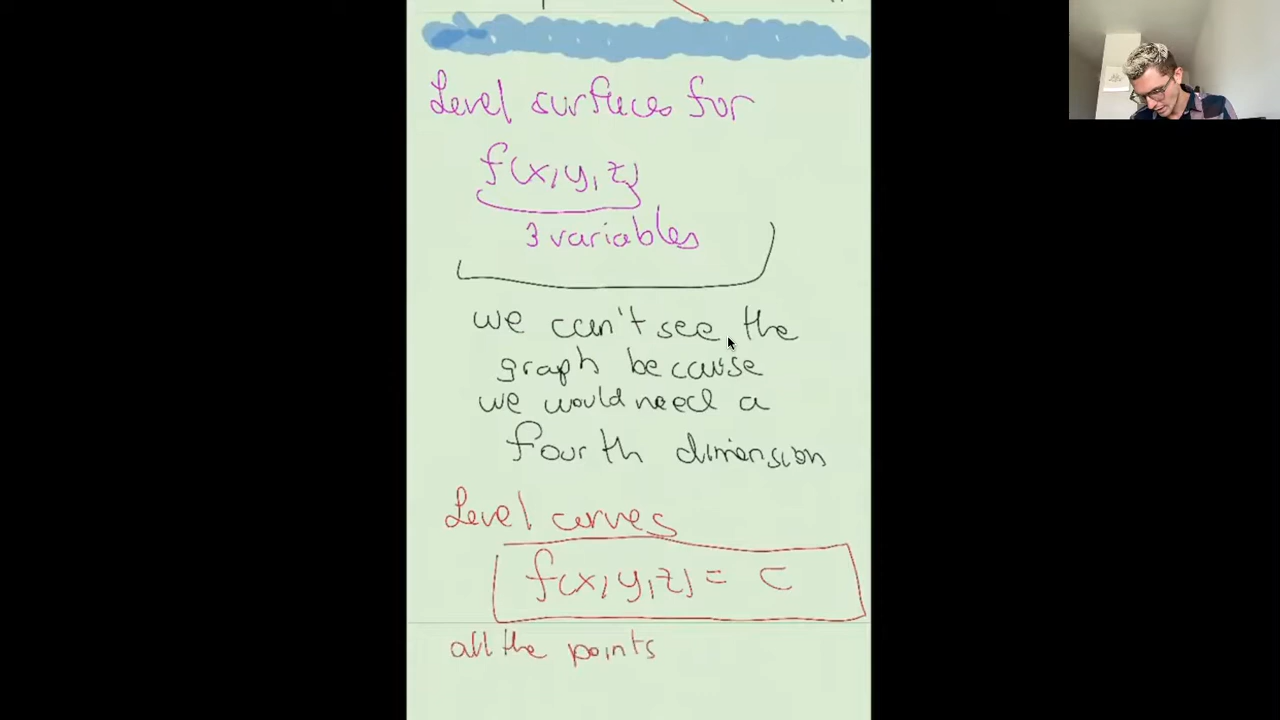 Level surfaces for
f(x,y,z)
3 variables
we can't see the
graph because
we would need a
fourth dimension
Level curves
f(x,y,z) = C
all the points